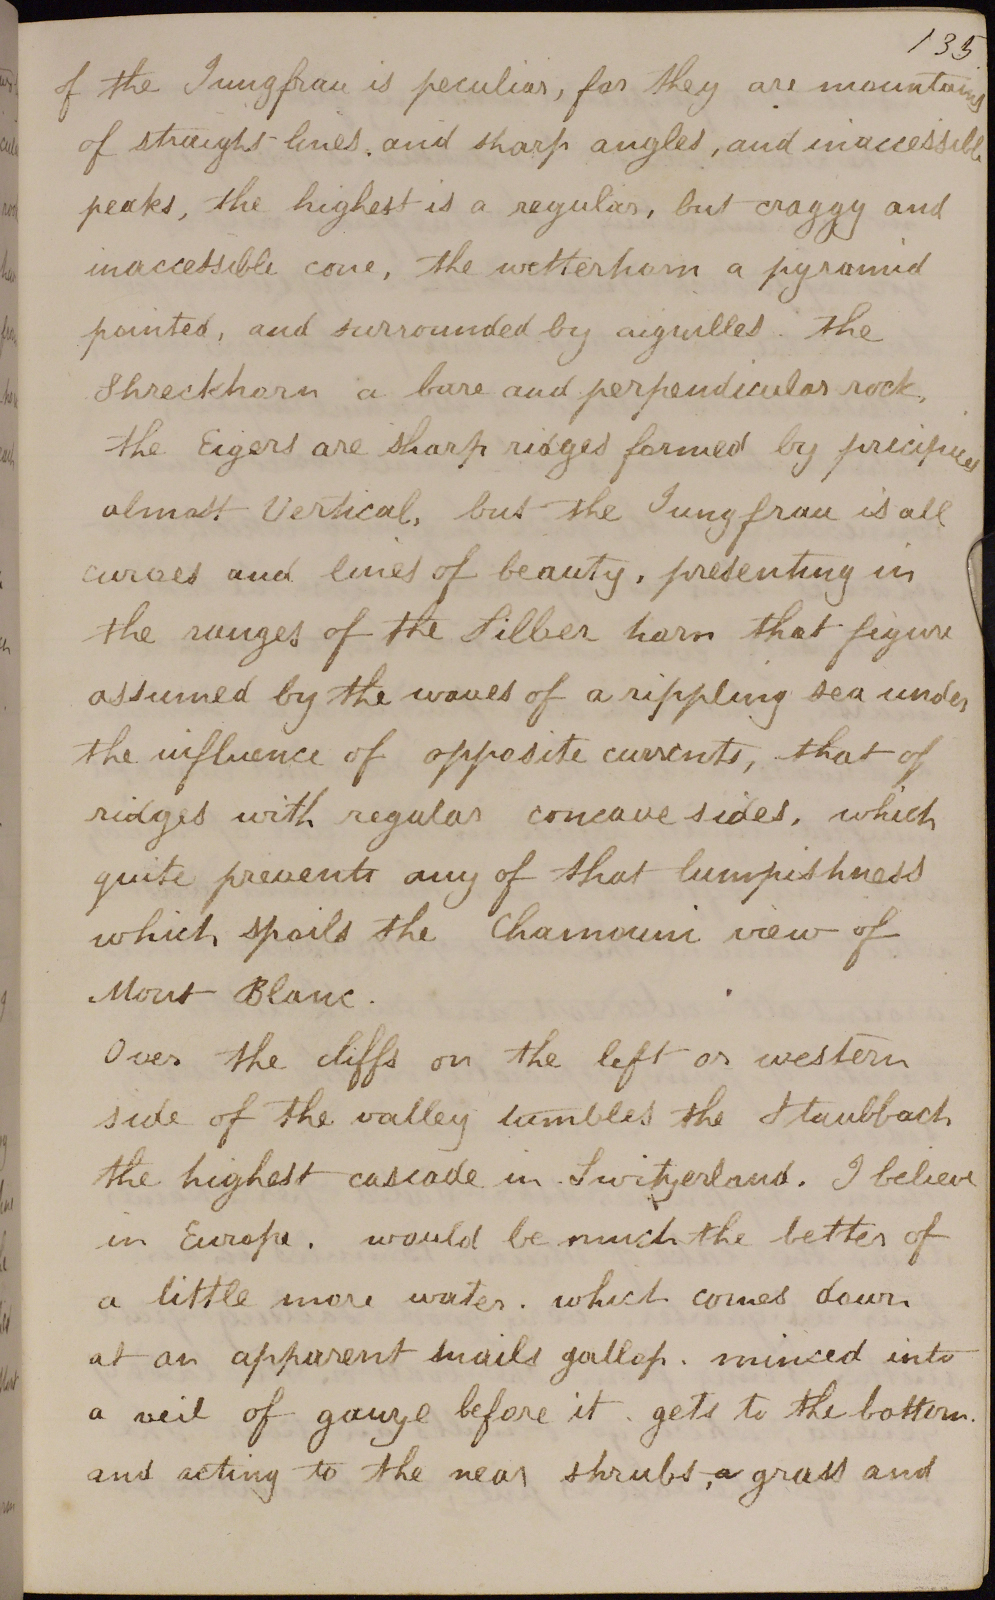 135
of the Jungfrau is peculiar, for they are mountains
of straight lines, and sharp angles, and inaccessible
peaks, the highest is a regular, but craggy and
inaccessible cone, the wetterhorn a pyramid
pointed, and surrounded by aiguilles. the
Shreckhorn a bare and perpendicular rock,
the Eigers are sharp ridges formed by precipices
almost Vertical, but the Jungfrau is all
curves and lines of beauty, presenting in
the ranges of the Silber horn that figure
assumed by the waves of a rippling sea under
the influence of opposite currents, that of
ridges with regular concave sides, which
quite prevents any of that lumpishness
which spoils the Chamouni view of
Mont Blanc.
Over the cliffs on the left or western
side of the valley tumbles the Staubbach
the highest cascade in Switzerland. I believe
in Europe. would be much the better of
a little more water. which comes down
at an apparent snails gallop. minced into
a veil of gauze before it gets to the bottom.
and acting to the near shrubs, a grass and